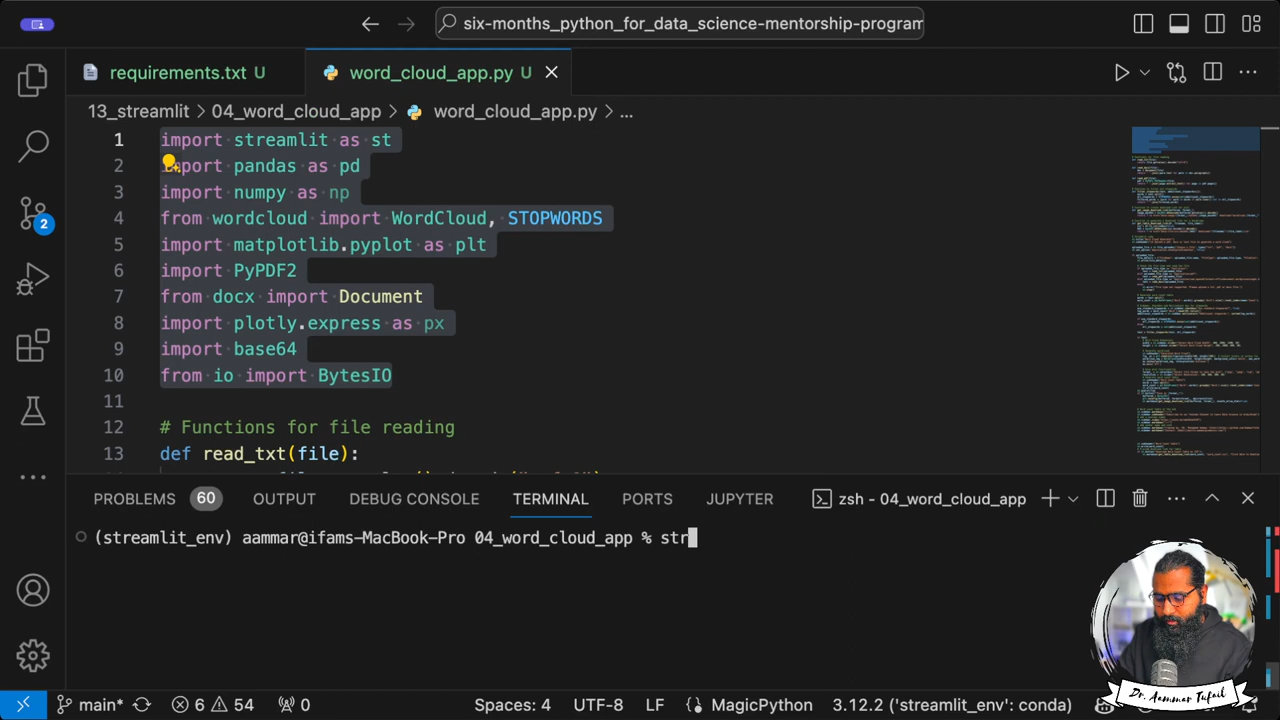 six-months_python_for_data_science-mentorship-program
requirements.txt U
word_cloud_app.py U
13_streamlit > 04_word_cloud_app > word_cloud_app.py > ...
1 import streamlit as st
2 import pandas as pd
3 import numpy as np
4 from wordcloud import WordCloud, STOPWORDS
5 import matplotlib.pyplot as plt
6 import PyPDF2
7 from docx import Document
8 import plotly.express as px
9 import base64
10 from io import BytesIO
11
12 # Functions for file reading
13 def read_txt(file):
2
PROBLEMS 60 OUTPUT DEBUG CONSOLE TERMINAL PORTS JUPYTER zsh - 04_word_cloud_app
(streamlit_env) aammar@ifams-MacBook-Pro 04_word_cloud_app % str
Dr. Aammar Tufail
main* 6 54 0 paces: 4 UTF-8 LF MacPython 3.12.2 ('streamlit_env': conda)